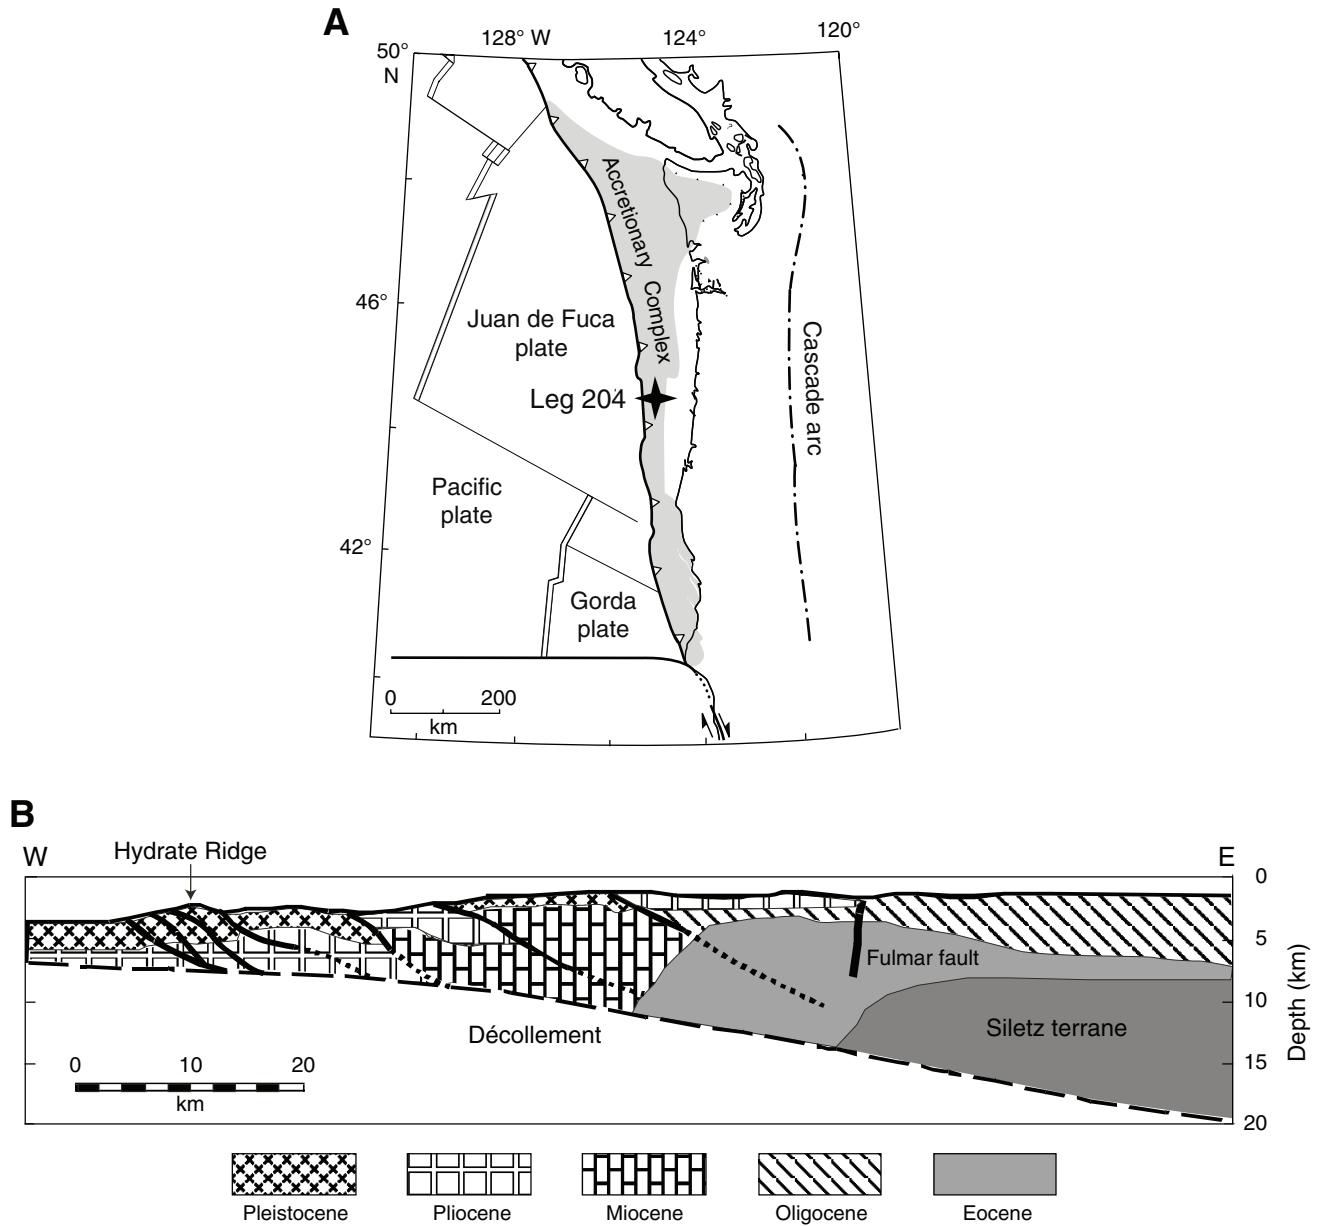 A
128° W
124°
120°
50°
N
Accretionary Complex
46°
Juan de Fuca
plate
Leg 204
Cascade arc
Pacific
plate
42°
Gorda
plate
0 200
km
B
W
Hydrate Ridge
E
0
5
10
15
20
Depth (km)
Fulmar fault
Siletz terrane
Décollement
0 10 20
km
Pleistocene
Pliocene
Miocene
Oligocene
Eocene